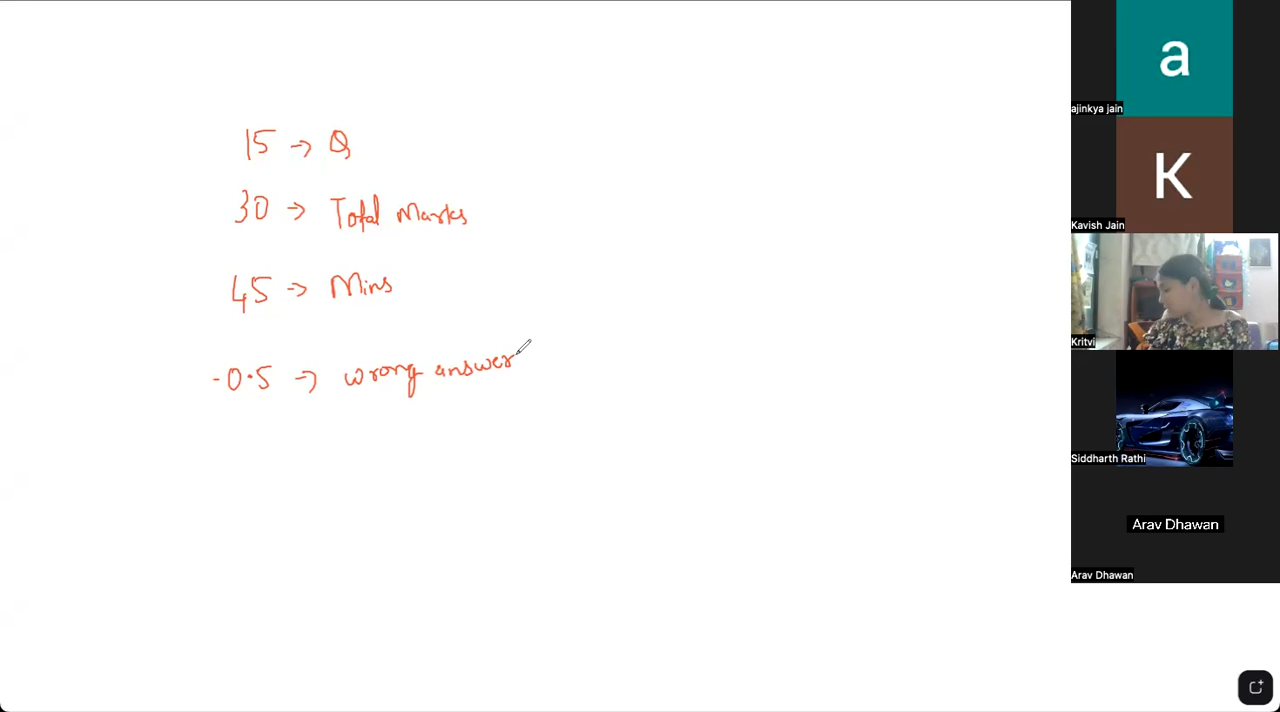 15 → Q
30 → Total Marks
45 → Mins
-0.5 → wrong answer
a
ajinkya jain
K
Kavish Jain
Kritvi
Siddharth Rathi
Arav Dhawan
Arav Dhawan